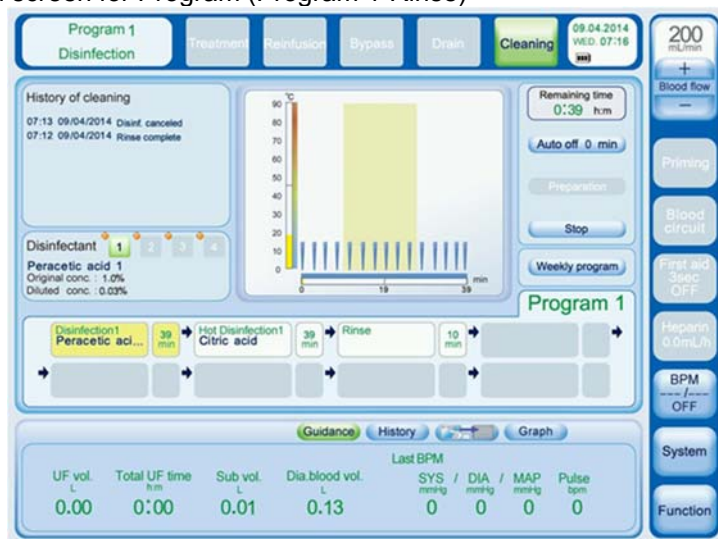 screen for Program (Program 1 Rinse)
Program 1
Disinfection
Treatment
Reinfusion
Bypass
Drain
Cleaning
09.04.2014
WED. 07:16
200
mL/min
+
Blood flow
−
History of cleaning
07:13 09/04/2014 Disinf. canceled
07:12 09/04/2014 Rinse complete
℃
90
80
70
60
50
40
30
20
10
0
0
19
39
min
Remaining time
0:39 h:m
Auto off 0 min
Preparation
Stop
Weekly program
Priming
Blood
circuit
First aid
3sec
OFF
Heparin
0.0mL/h
BPM
---/---
OFF
System
Function
Disinfectant 1 2 3 4
Peracetic acid 1
Original conc. : 1.0%
Diluted conc. : 0.03%
Program 1
Disinfection1
Peracetic aci...
39
min
Hot Disinfection1
Citric acid
39
min
Rinse
10
min
Guidance
History
Graph
Last BPM
UF vol.
L
0.00
Total UF time
h:m
0:00
Sub vol.
L
0.01
Dia.blood vol.
L
0.13
SYS / DIA / MAP
mmHg mmHg mmHg
0 0 0
Pulse
bpm
0